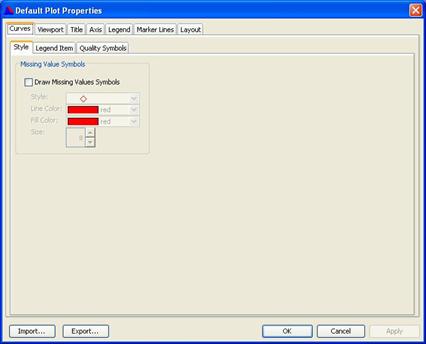 Default Plot Properties
Curves Viewport Title Axis Legend Marker Lines Layout
Style Legend Item Quality Symbols
Missing Value Symbols
Draw Missing Values Symbols
Style:
Line Color: red
Fill Color: red
Size: 8
Import... Export... OK Cancel Apply